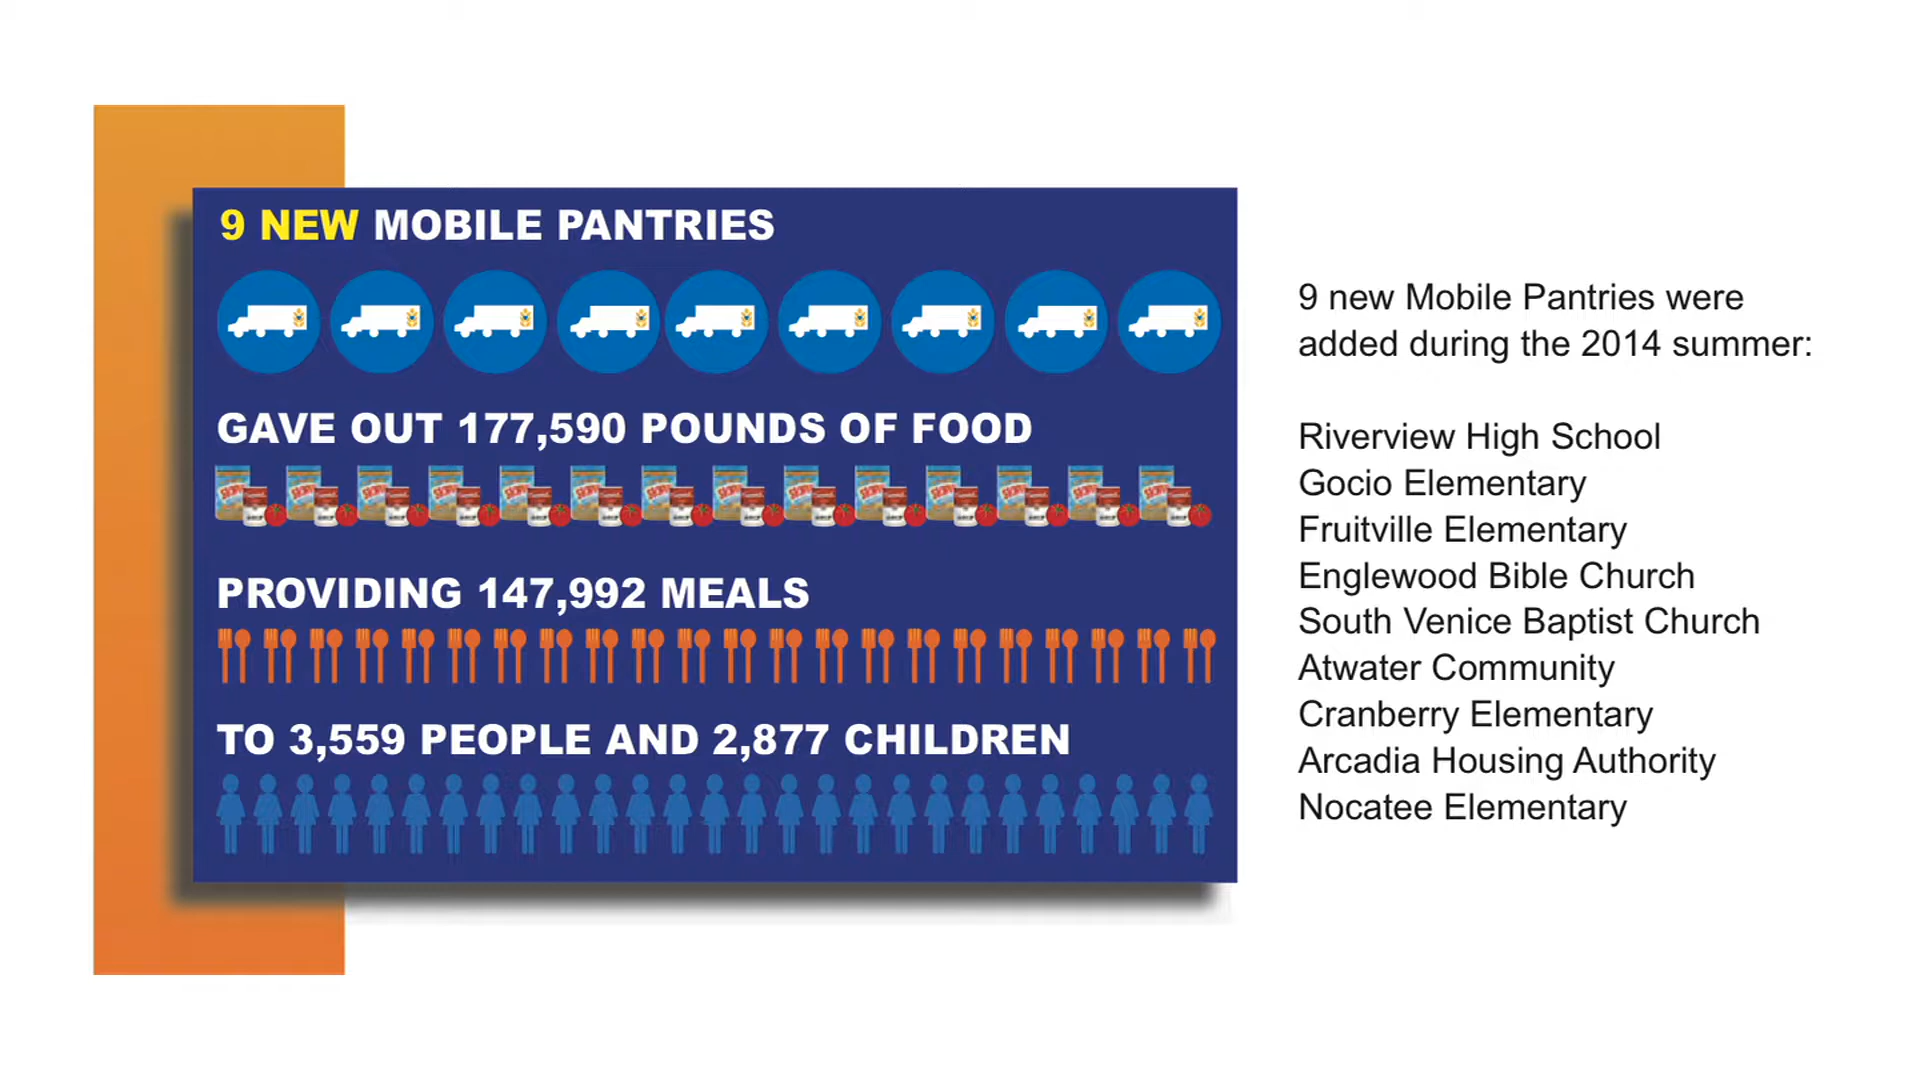 9 NEW MOBILE PANTRIES
GAVE OUT 177,590 POUNDS OF FOOD
PROVIDING 147,992 MEALS
TO 3,559 PEOPLE AND 2,877 CHILDREN
9 new Mobile Pantries were
added during the 2014 summer:
Riverview High School
Gocio Elementary
Fruitville Elementary
Englewood Bible Church
South Venice Baptist Church
Atwater Community
Cranberry Elementary
Arcadia Housing Authority
Nocatee Elementary